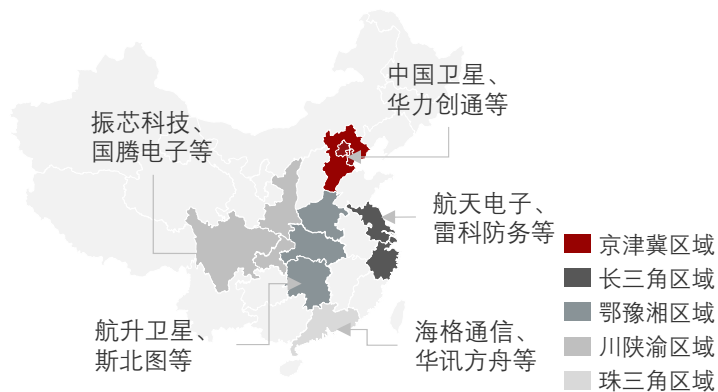 中国卫星、
华力创通等
振芯科技、
国腾电子等
航天电子、
雷科防务等
航升卫星、
斯北图等
海格通信、
华讯方舟等
京津冀区域
长三角区域
鄂豫湘区域
川陕渝区域
珠三角区域